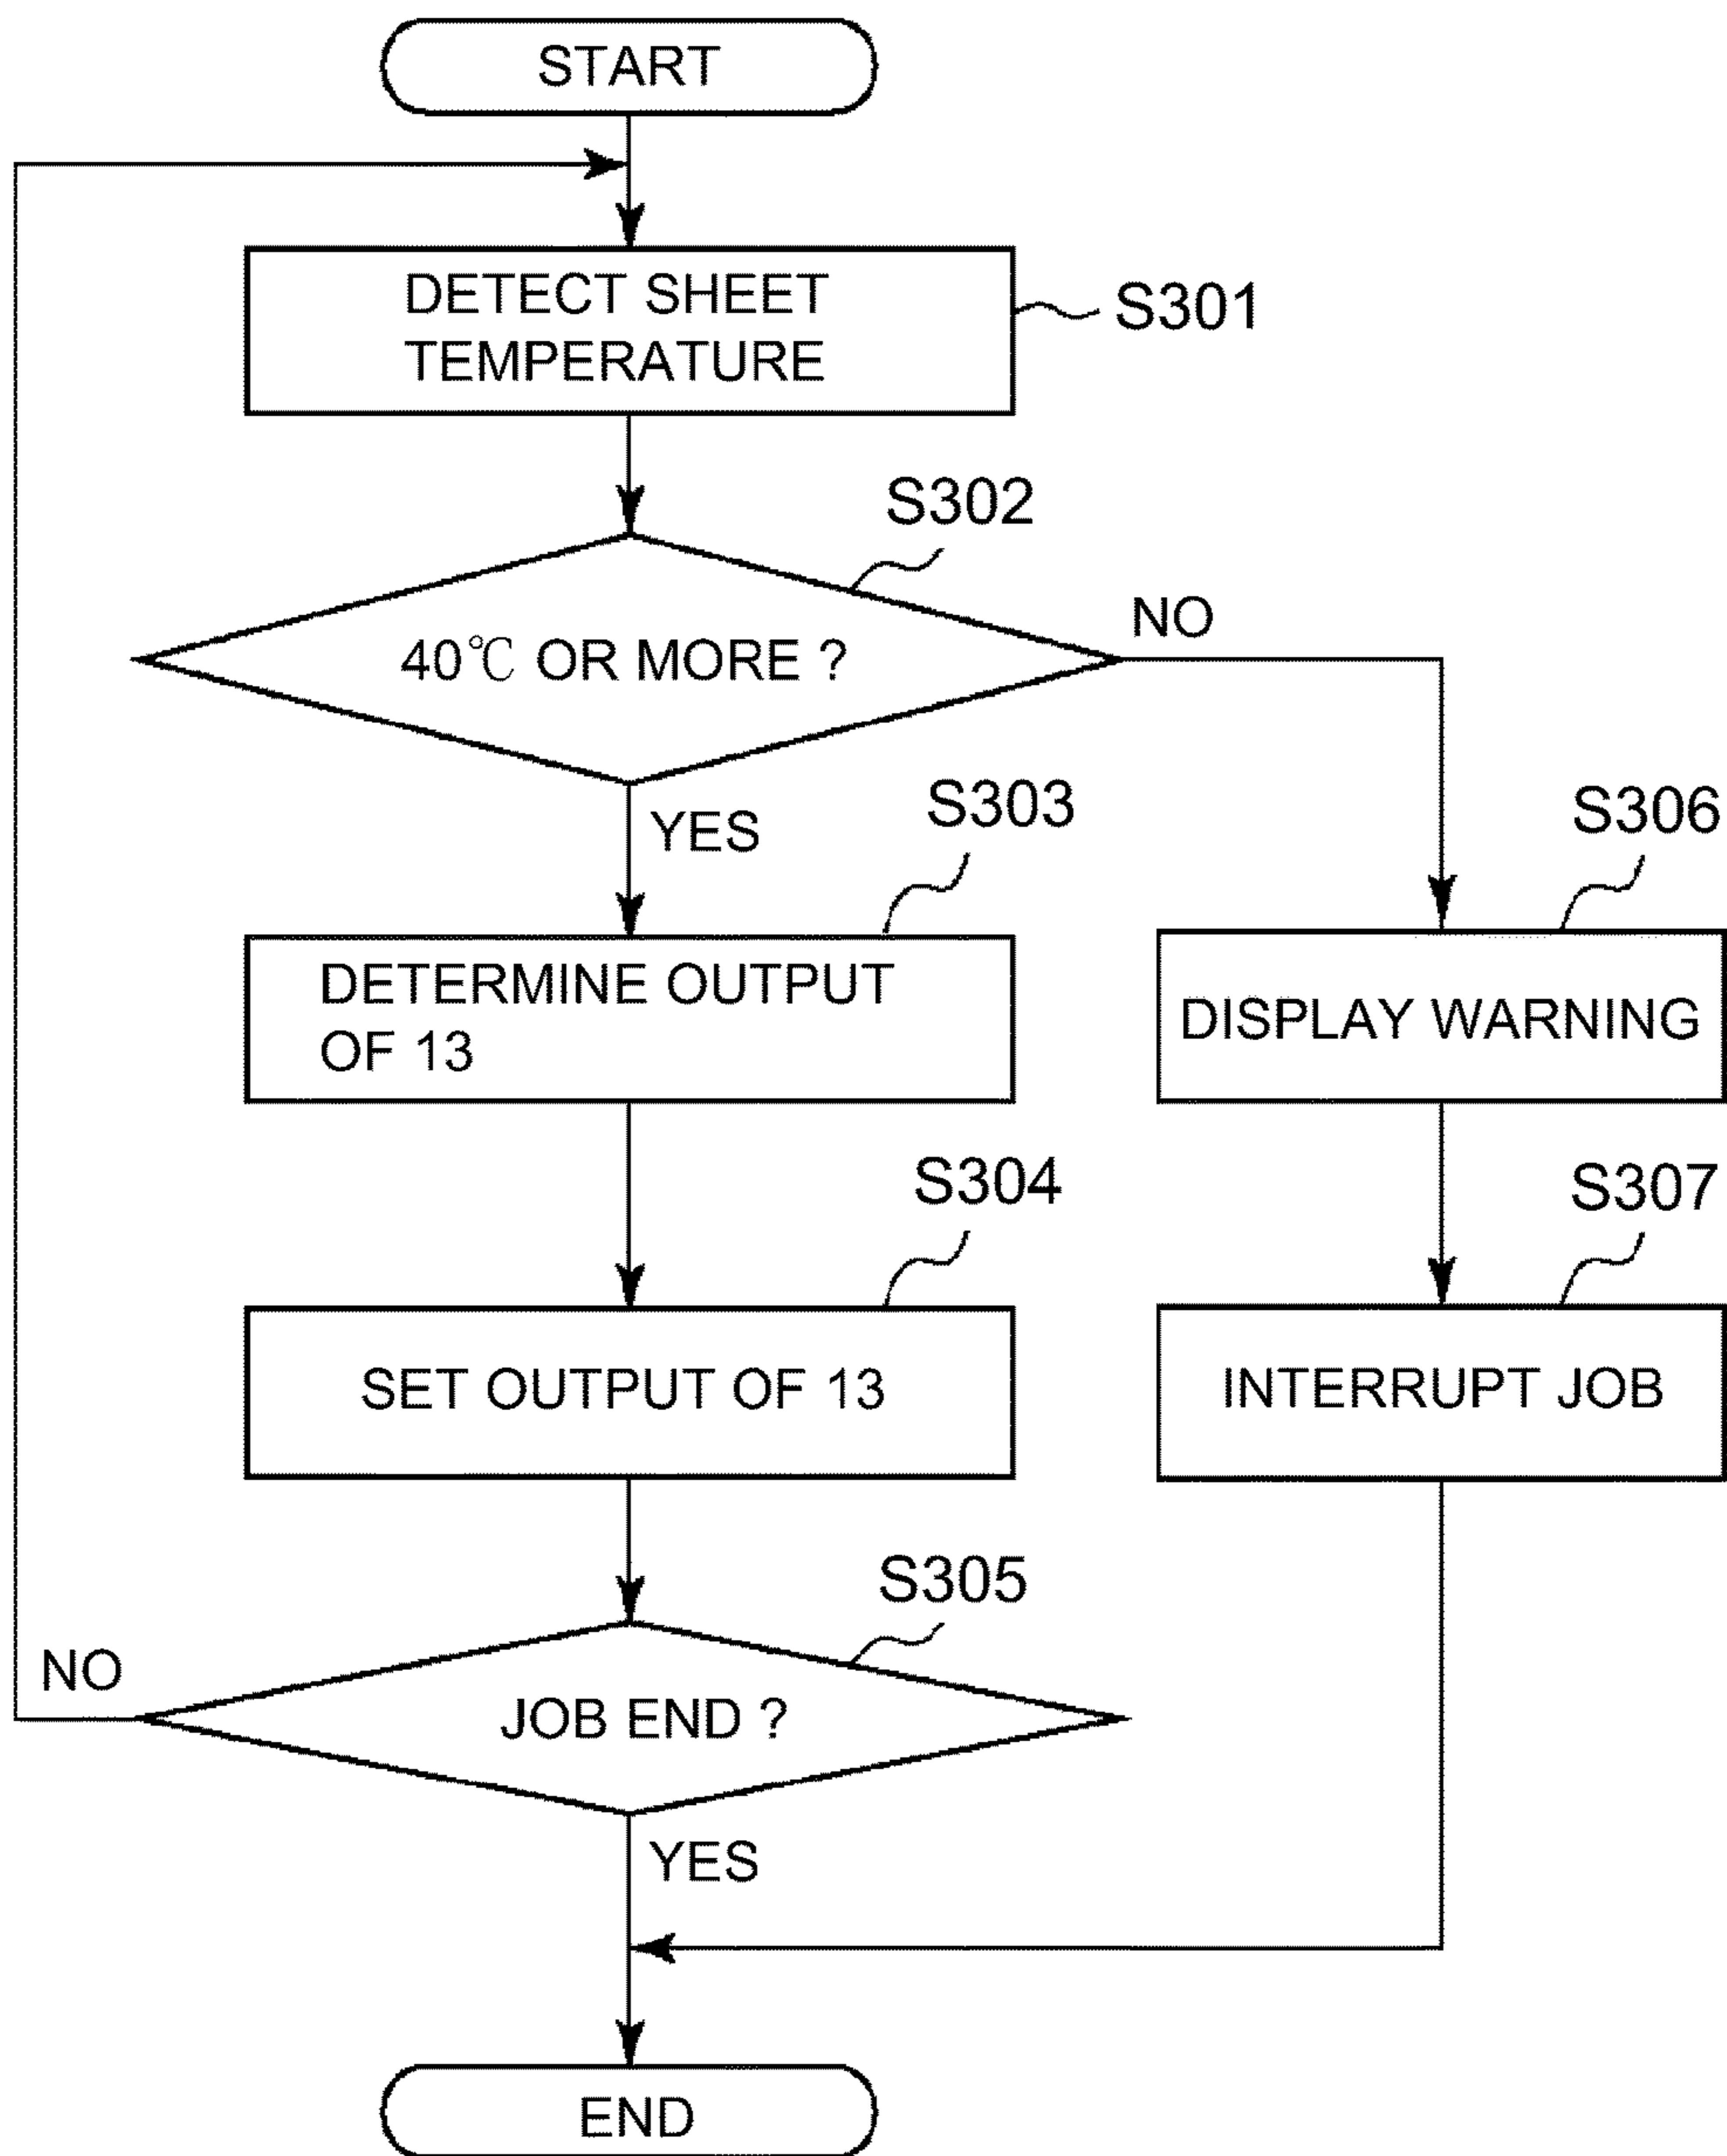 START
DETECT SHEET
TEMPERATURE
S301
S302
40℃ OR MORE ?
NO
YES
S303
DETERMINE OUTPUT
OF 13
S306
DISPLAY WARNING
S304
SET OUTPUT OF 13
S307
INTERRUPT JOB
S305
JOB END ?
NO
YES
END